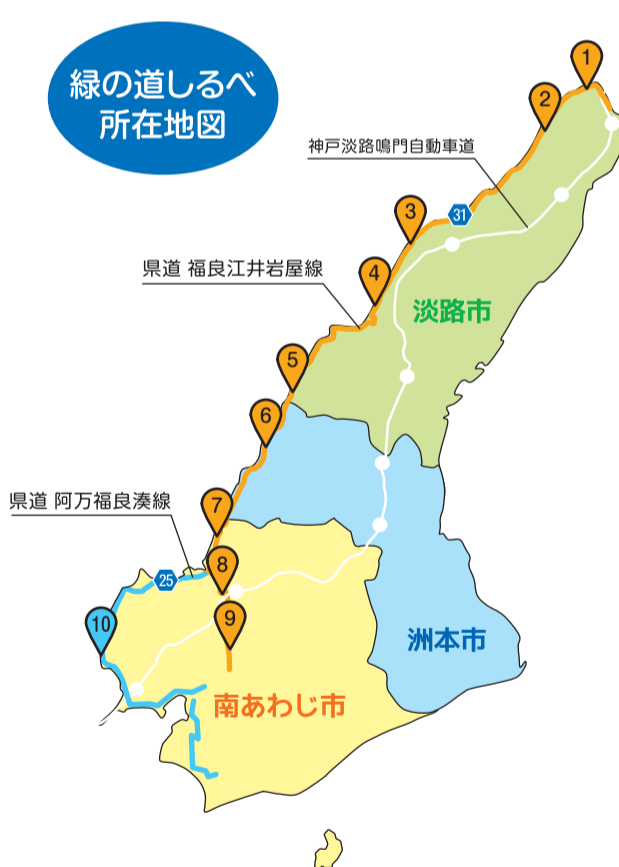 緑の道しるべ
所在地図
1
2
神戸淡路鳴門自動車道
3
31
県道 福良江井岩屋線
4
淡路市
5
6
県道 阿万福良湊線
7
25
8
9
10
洲本市
南あわじ市